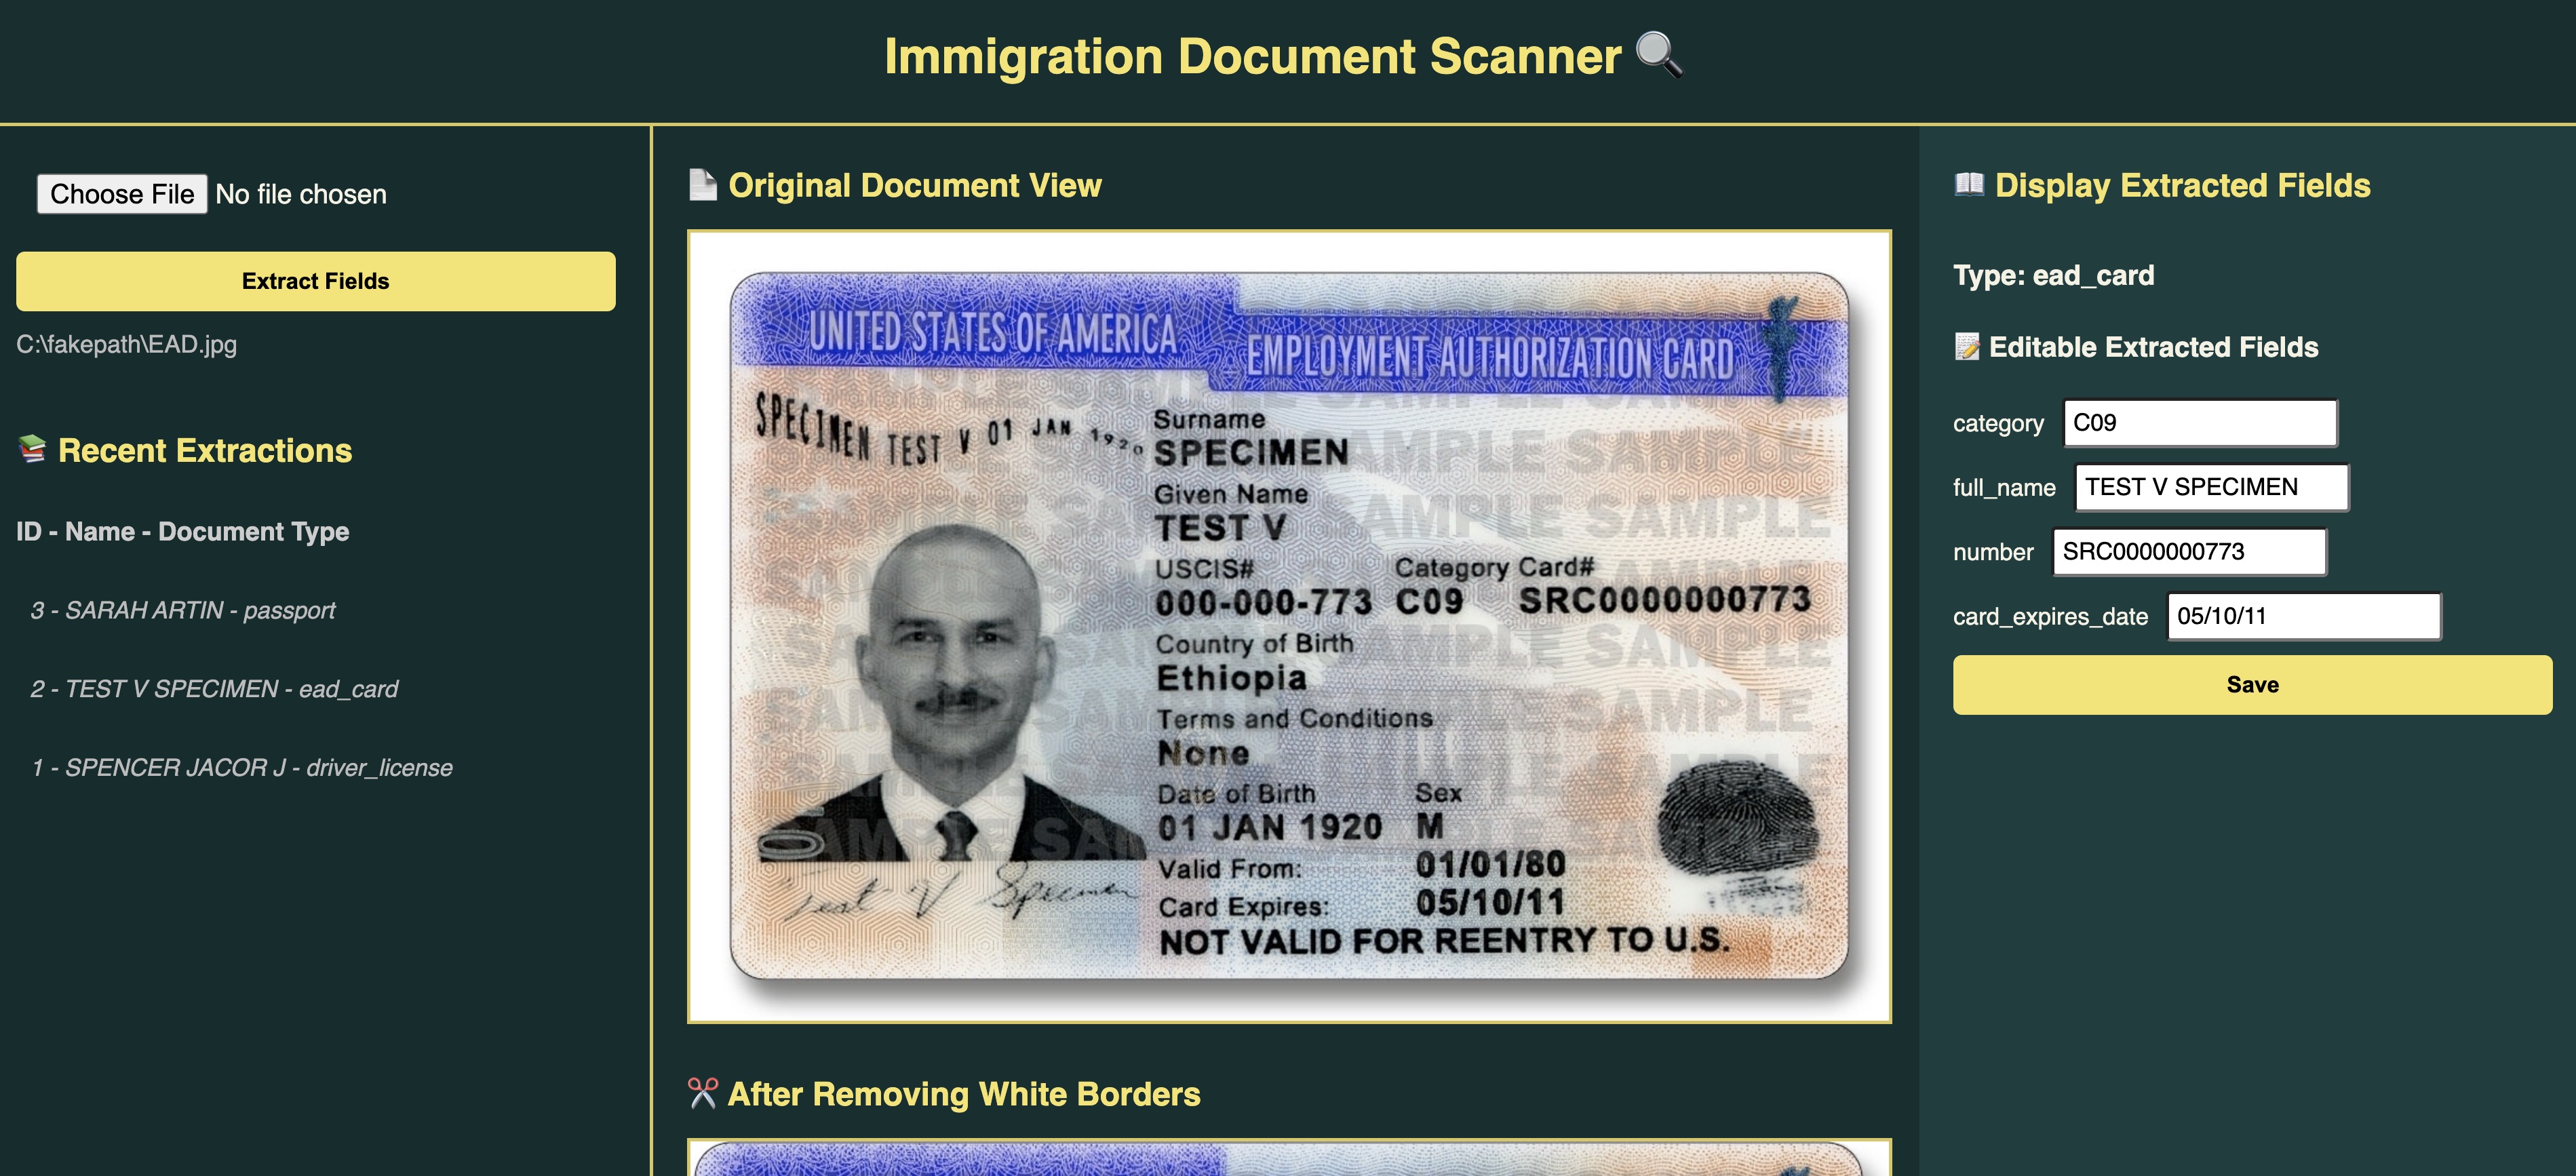 Immigration Document Scanner
Choose File No file chosen
Extract Fields
C:\fakepath\EAD.jpg
Recent Extractions
ID - Name - Document Type
3 - SARAH ARTIN - passport
2 - TEST V SPECIMEN - ead_card
1 - SPENCER JACOR J - driver_license
Original Document View
UNITED STATES OF AMERICA
EMPLOYMENT AUTHORIZATION CARD
SPECIMEN TEST V 01 JAN 1920
Surname
SPECIMEN
Given Name
TEST V
USCIS# Category Card#
000-000-773 C09 SRC0000000773
Country of Birth
Ethiopia
Terms and Conditions
None
Date of Birth Sex
01 JAN 1920 M
Valid From: 01/01/80
Card Expires: 05/10/11
NOT VALID FOR REENTRY TO U.S.
Test V Specimen
SAMPLE SAMPLE SAMPLE
After Removing White Borders
Display Extracted Fields
Type: ead_card
Editable Extracted Fields
category C09
full_name TEST V SPECIMEN
number SRC0000000773
card_expires_date 05/10/11
Save